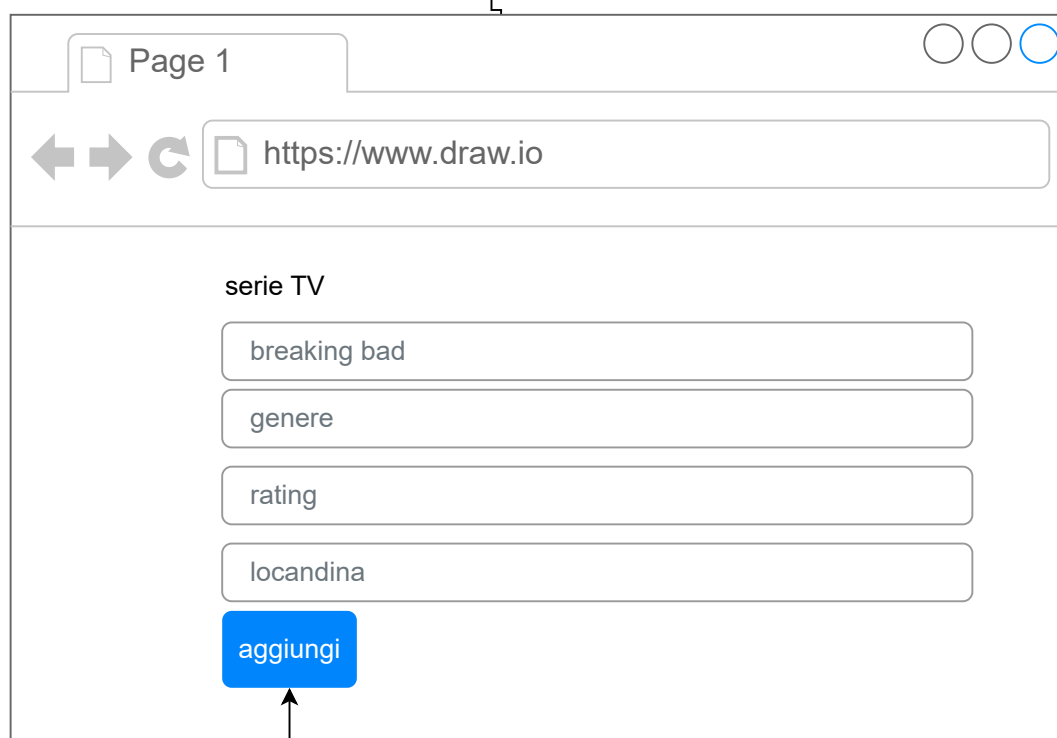 Page 1
https://www.draw.io
serie TV
breaking bad
genere
rating
locandina
aggiungi